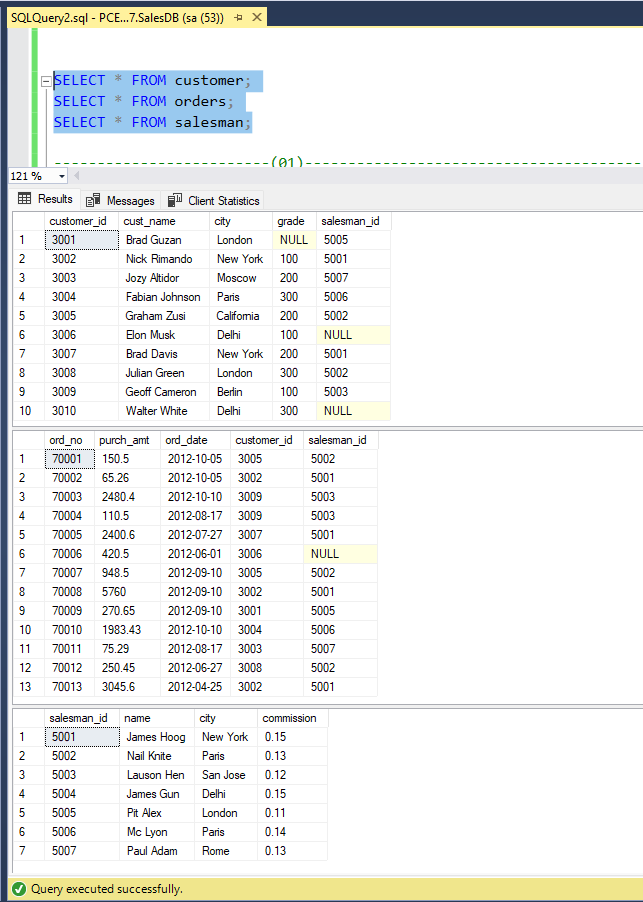 SQLQuery2.sql - PCE...7.SalesDB (sa (53))
SELECT * FROM customer;
SELECT * FROM orders;
SELECT * FROM salesman;
------------------------(01)------------------------
121 %
Results Messages Client Statistics
customer_id cust_name city grade salesman_id
1 3001 Brad Guzan London NULL 5005
2 3002 Nick Rimando New York 100 5001
3 3003 Jozy Altidor Moscow 200 5007
4 3004 Fabian Johnson Paris 300 5006
5 3005 Graham Zusi California 200 5002
6 3006 Elon Musk Delhi 100 NULL
7 3007 Brad Davis New York 200 5001
8 3008 Julian Green London 300 5002
9 3009 Geoff Cameron Berlin 100 5003
10 3010 Walter White Delhi 300 NULL
ord_no purch_amt ord_date customer_id salesman_id
1 70001 150.5 2012-10-05 3005 5002
2 70002 65.26 2012-10-05 3002 5001
3 70003 2480.4 2012-10-10 3009 5003
4 70004 110.5 2012-08-17 3009 5003
5 70005 2400.6 2012-07-27 3007 5001
6 70006 420.5 2012-06-01 3006 NULL
7 70007 948.5 2012-09-10 3005 5002
8 70008 5760 2012-09-10 3002 5001
9 70009 270.65 2012-09-10 3001 5005
10 70010 1983.43 2012-10-10 3004 5006
11 70011 75.29 2012-08-17 3003 5007
12 70012 250.45 2012-06-27 3008 5002
13 70013 3045.6 2012-04-25 3002 5001
salesman_id name city commission
1 5001 James Hoog New York 0.15
2 5002 Nail Knite Paris 0.13
3 5003 Lauson Hen San Jose 0.12
4 5004 James Gun Delhi 0.15
5 5005 Pit Alex London 0.11
6 5006 Mc Lyon Paris 0.14
7 5007 Paul Adam Rome 0.13
Query executed successfully.